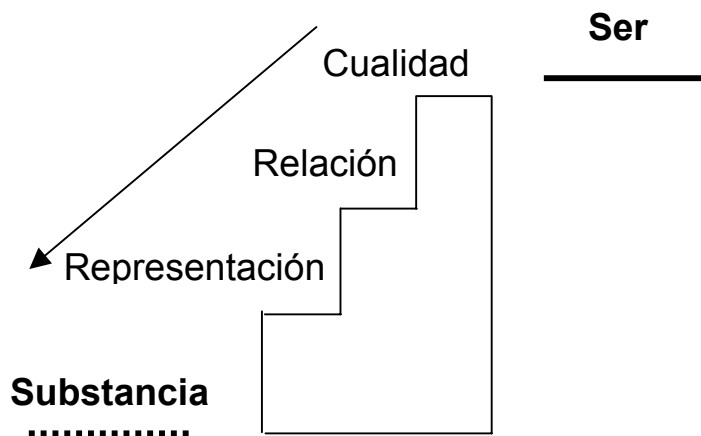 Ser
Cualidad
Relación
Representación
Substancia